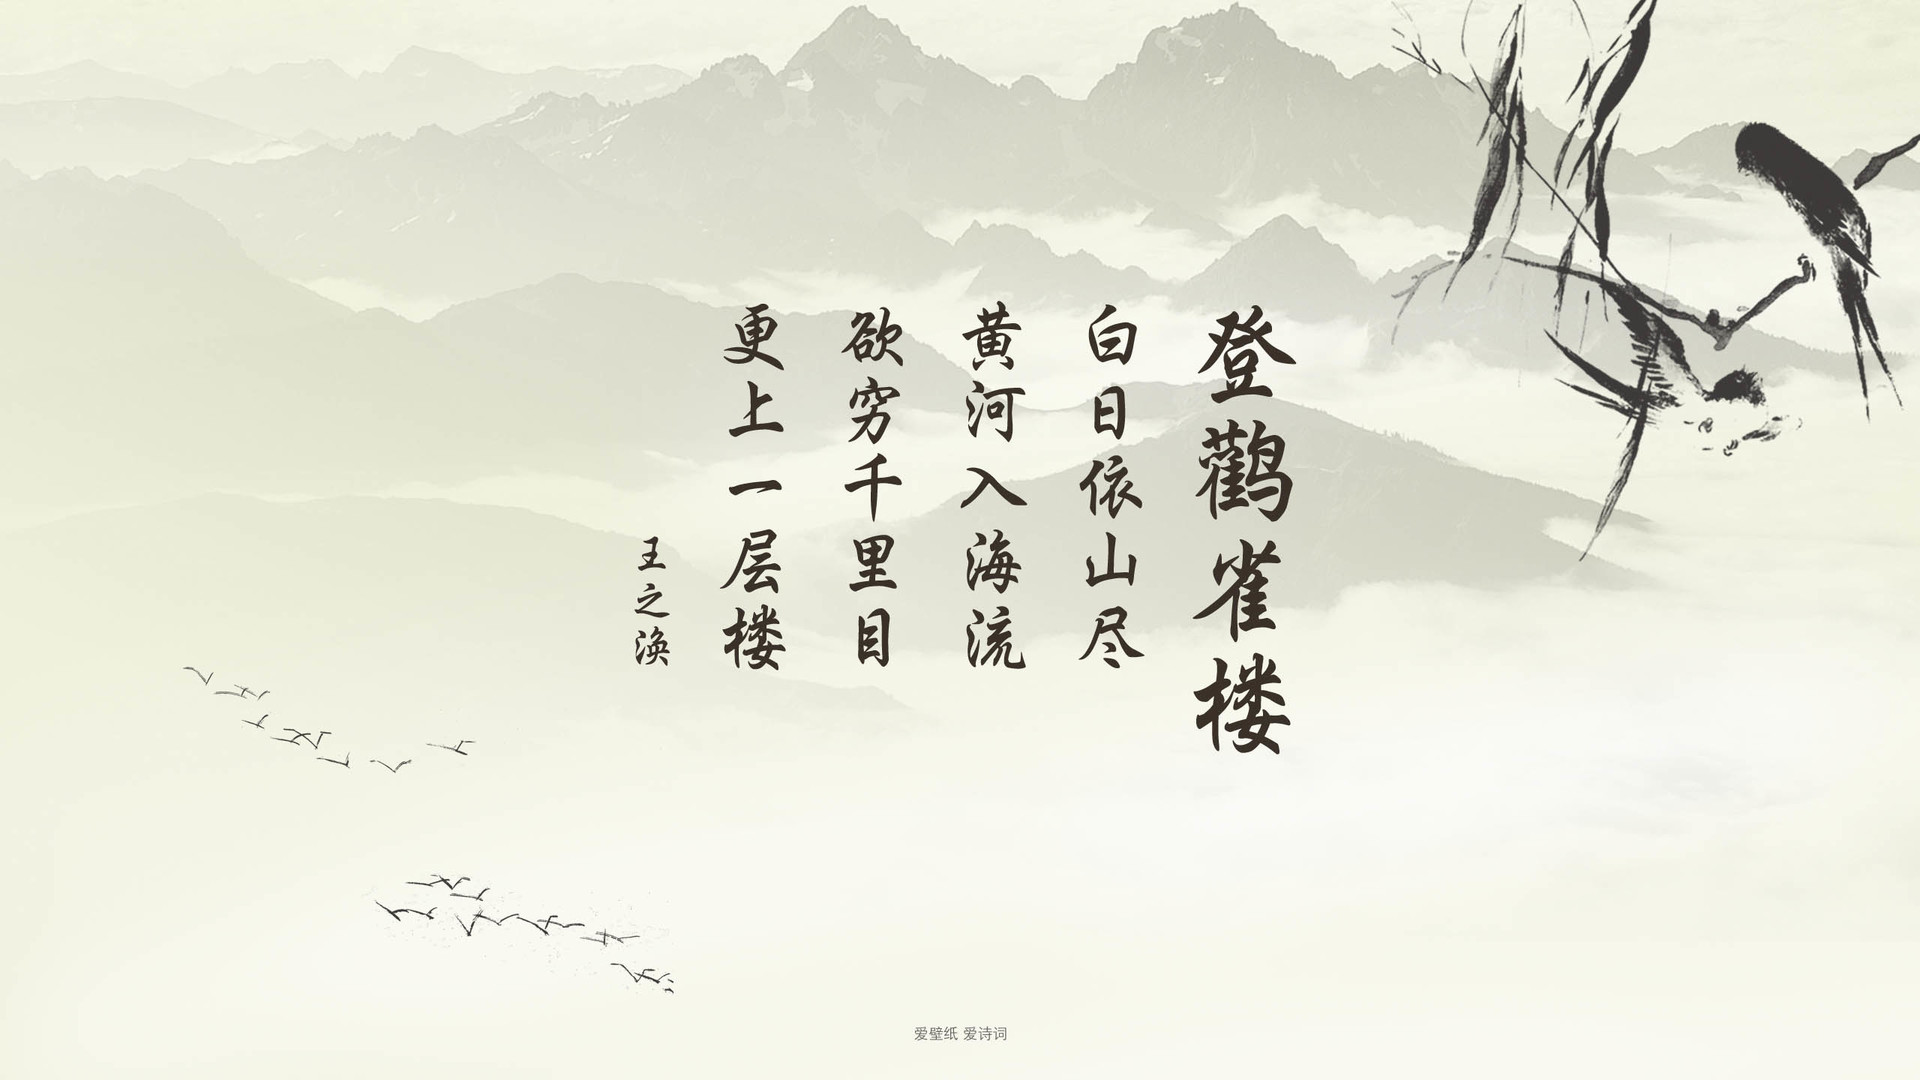 登鹳雀楼
白日依山尽
黄河入海流
欲穷千里目
更上一层楼
王之涣
爱壁纸 爱诗词